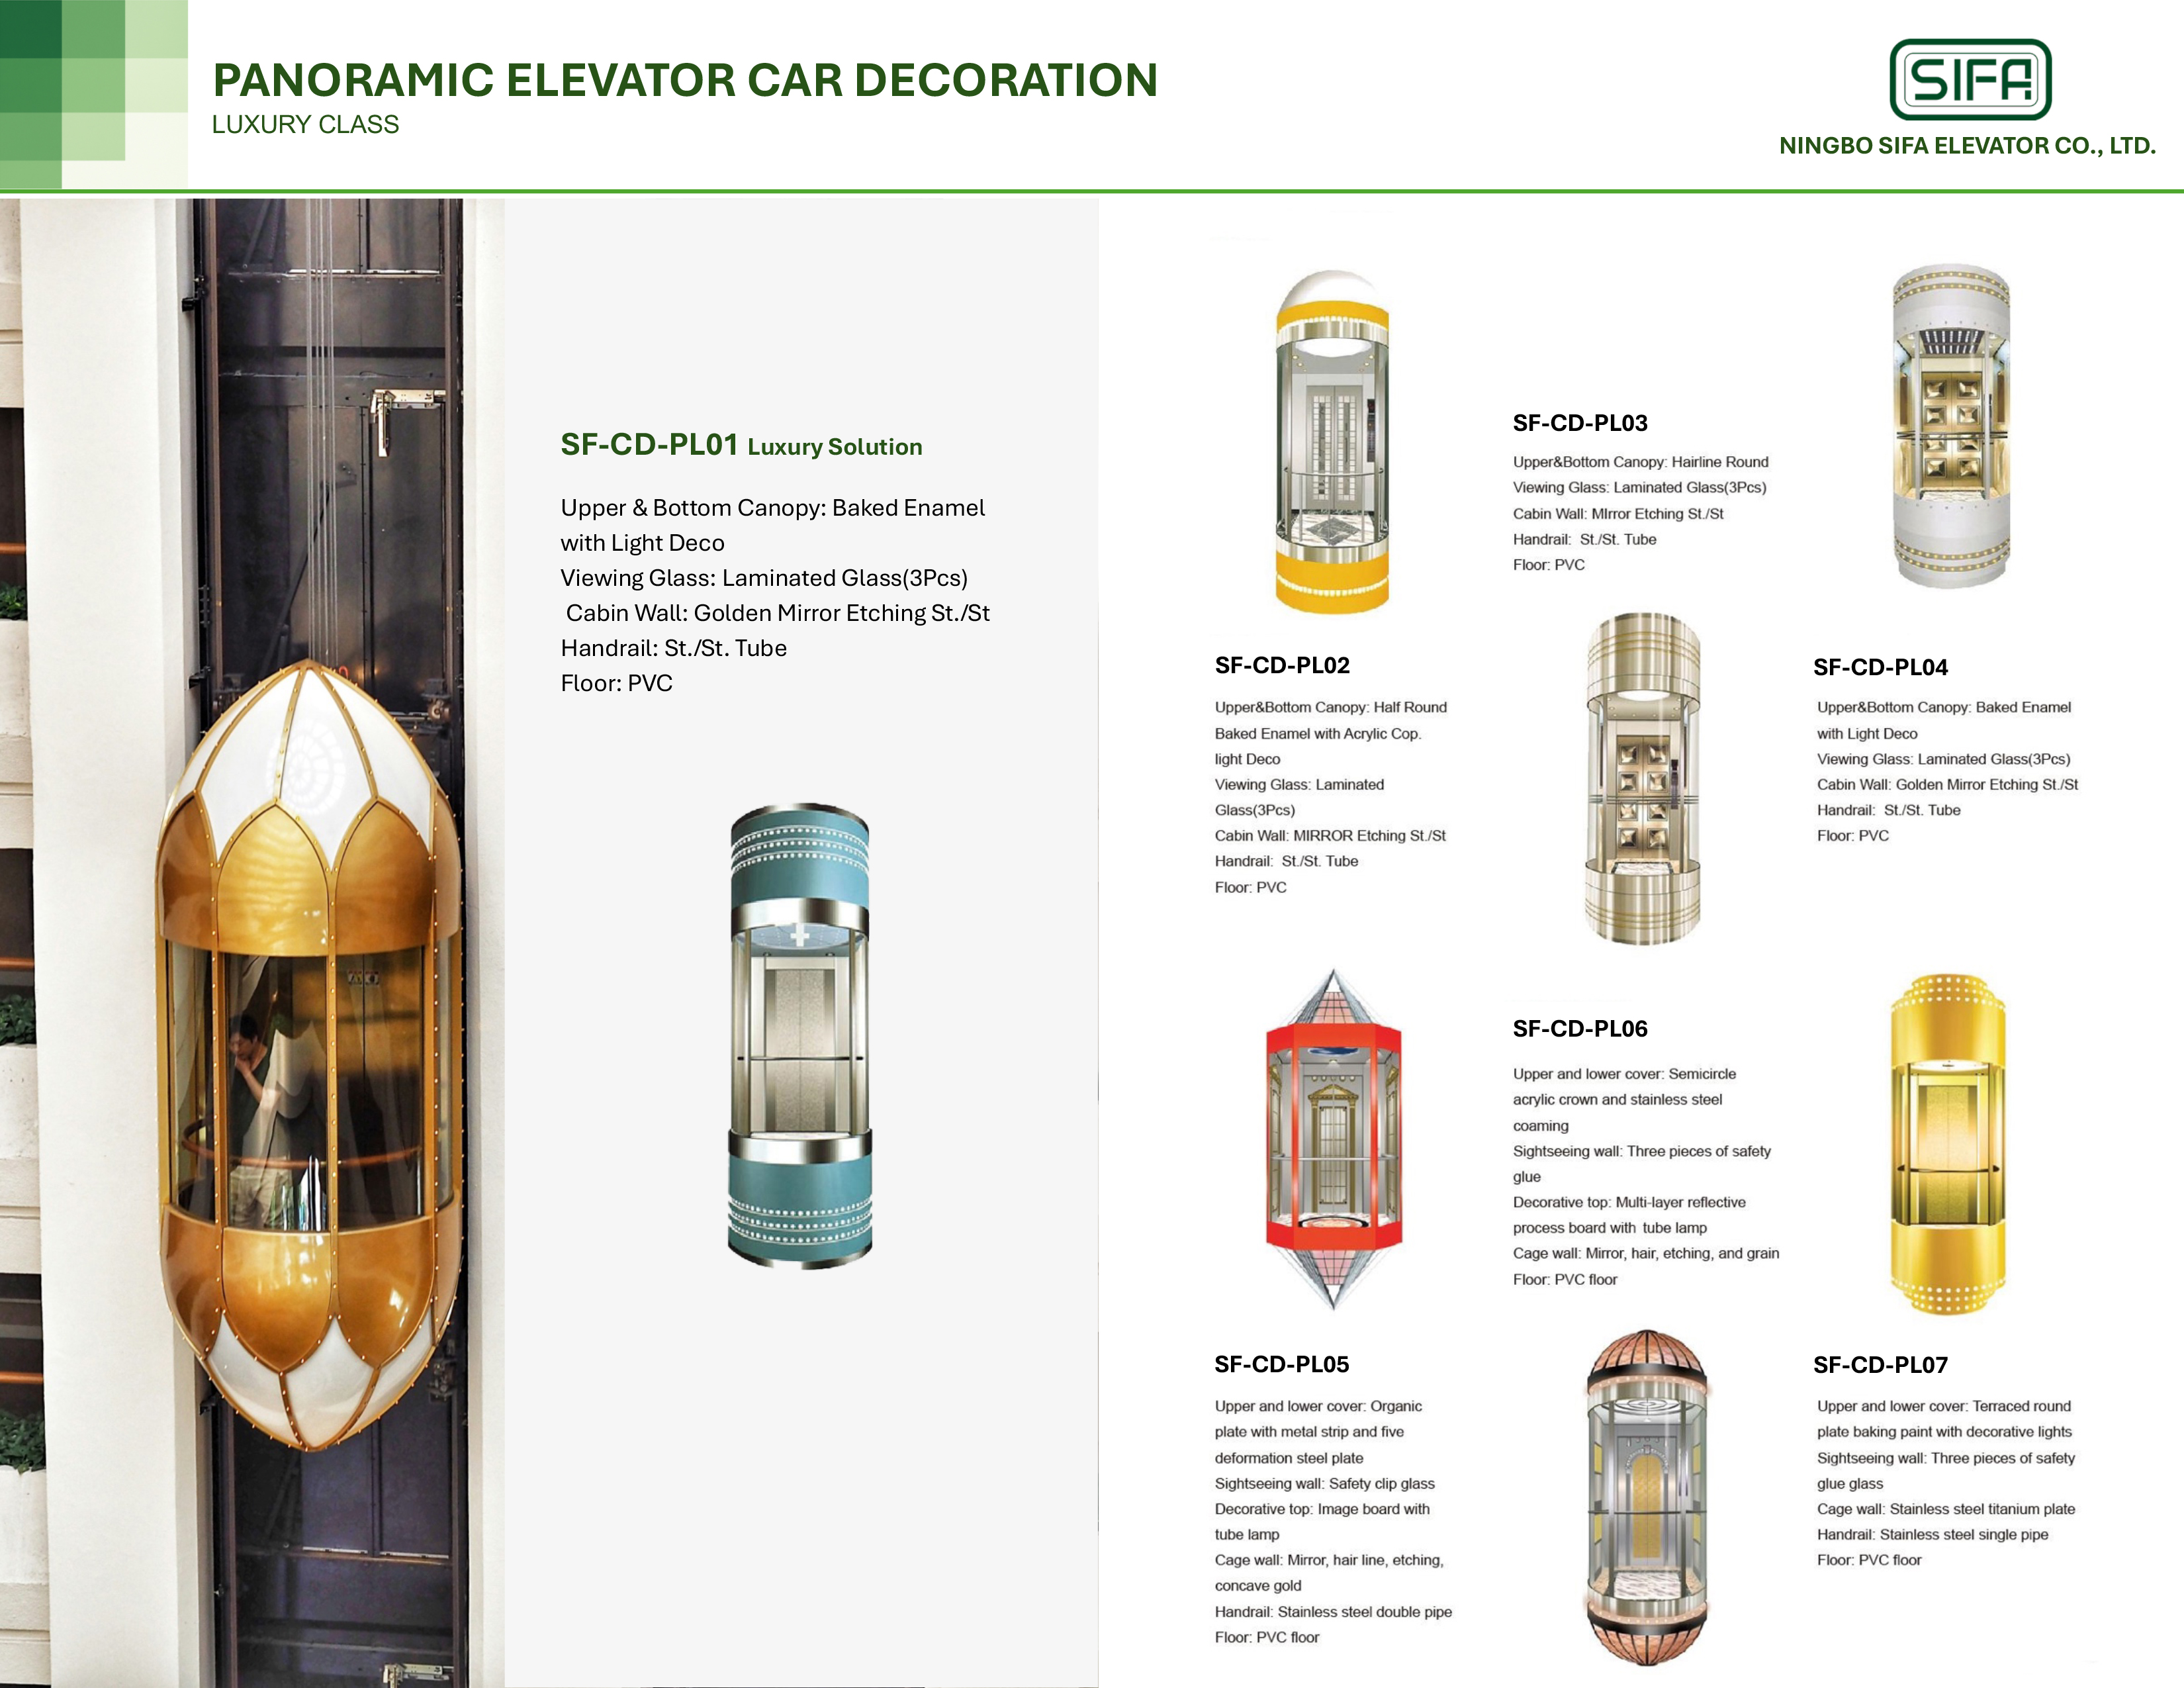 PANORAMIC ELEVATOR CAR DECORATION
LUXURY CLASS
SIFA
NINGBO SIFA ELEVATOR CO., LTD.
SF-CD-PL01 Luxury Solution
Upper & Bottom Canopy: Baked Enamel
with Light Deco
Viewing Glass: Laminated Glass(3Pcs)
Cabin Wall: Golden Mirror Etching St./St
Handrail: St./St. Tube
Floor: PVC
SF-CD-PL02
Upper&Bottom Canopy: Half Round
Baked Enamel with Acrylic Cop.
light Deco
Viewing Glass: Laminated
Glass(3Pcs)
Cabin Wall: MIRROR Etching St./St
Handrail: St./St. Tube
Floor: PVC
SF-CD-PL03
Upper&Bottom Canopy: Hairline Round
Viewing Glass: Laminated Glass(3Pcs)
Cabin Wall: MIrror Etching St./St
Handrail: St./St. Tube
Floor: PVC
SF-CD-PL04
Upper&Bottom Canopy: Baked Enamel
with Light Deco
Viewing Glass: Laminated Glass(3Pcs)
Cabin Wall: Golden Mirror Etching St./St
Handrail: St./St. Tube
Floor: PVC
SF-CD-PL05
Upper and lower cover: Organic
plate with metal strip and five
deformation steel plate
Sightseeing wall: Safety clip glass
Decorative top: Image board with
tube lamp
Cage wall: Mirror, hair line, etching,
concave gold
Handrail: Stainless steel double pipe
Floor: PVC floor
SF-CD-PL06
Upper and lower cover: Semicircle
acrylic crown and stainless steel
coaming
Sightseeing wall: Three pieces of safety
glue
Decorative top: Multi-layer reflective
process board with tube lamp
Cage wall: Mirror, hair, etching, and grain
Floor: PVC floor
SF-CD-PL07
Upper and lower cover: Terraced round
plate baking paint with decorative lights
Sightseeing wall: Three pieces of safety
glue glass
Cage wall: Stainless steel titanium plate
Handrail: Stainless steel single pipe
Floor: PVC floor